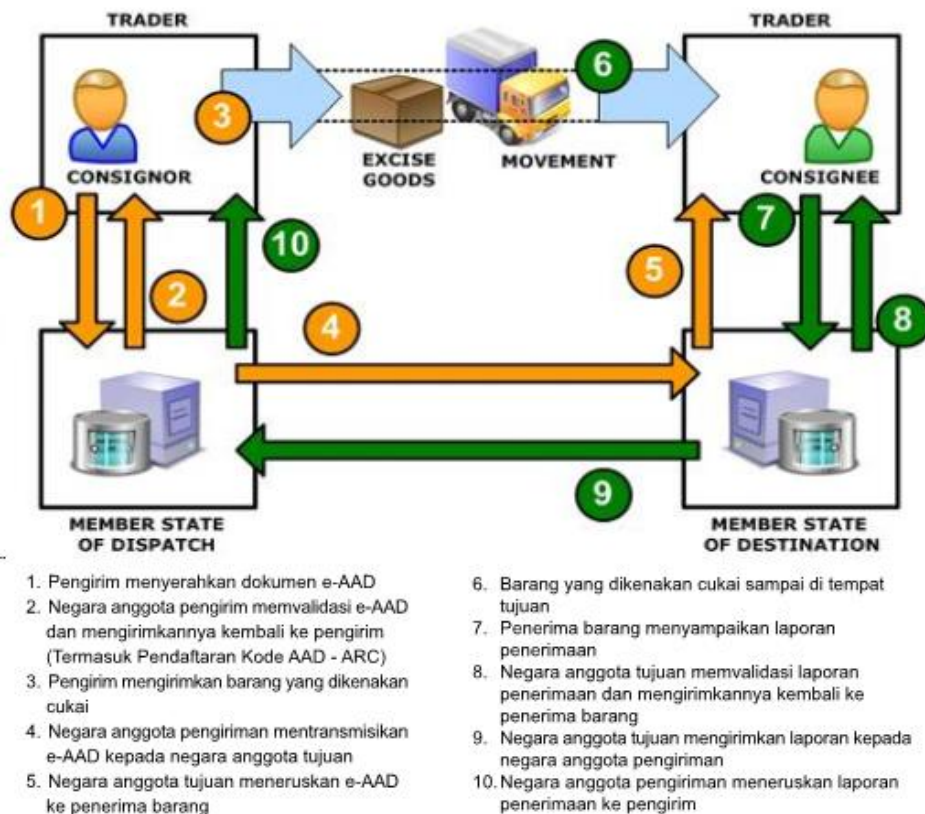 TRADER
TRADER
6
3
CONSIGNOR
EXCISE
GOODS
MOVEMENT
CONSIGNEE
1
7
10
2
5
8
4
9
MEMBER STATE
OF DISPATCH
MEMBER STATE
OF DESTINATION
1. Pengirim menyerahkan dokumen e-AAD
2. Negara anggota pengirim memvalidasi e-AAD
dan mengirimkannya kembali ke pengirim
(Termasuk Pendaftaran Kode AAD - ARC)
3. Pengirim mengirimkan barang yang dikenakan
cukai
4. Negara anggota pengiriman mentransmisikan
e-AAD kepada negara anggota tujuan
5. Negara anggota tujuan meneruskan e-AAD
ke penerima barang
6. Barang yang dikenakan cukai sampai di tempat
tujuan
7. Penerima barang menyampaikan laporan
penerimaan
8. Negara anggota tujuan memvalidasi laporan
penerimaan dan mengirimkannya kembali ke
penerima barang
9. Negara anggota tujuan mengirimkan laporan kepada
negara anggota pengiriman
10. Negara anggota pengiriman meneruskan laporan
penerimaan ke pengirim